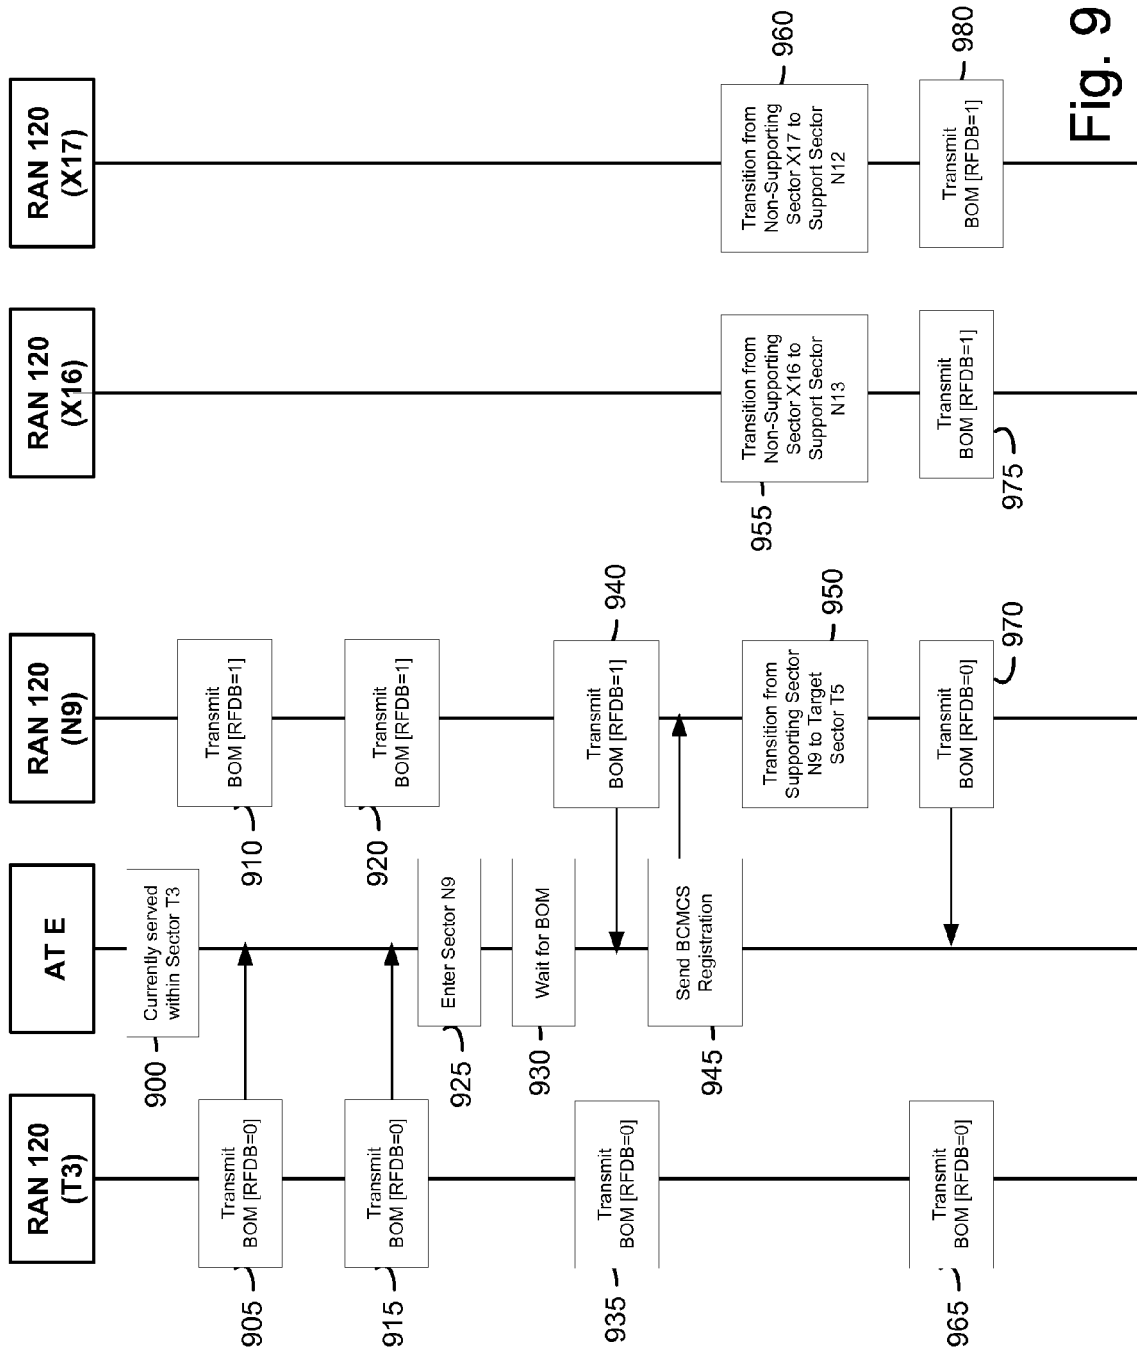 RAN 120
(T3)
AT E
RAN 120
(N9)
RAN 120
(X16)
RAN 120
(X17)
900
Currently served
within Sector T3
905
Transmit
BOM [RFDB=0]
910
Transmit
BOM [RFDB=1]
915
Transmit
BOM [RFDB=0]
920
Transmit
BOM [RFDB=1]
925
Enter Sector N9
930
Wait for BOM
935
Transmit
BOM [RFDB=0]
940
Transmit
BOM [RFDB=1]
945
Send BCMCS
Registration
950
Transition from
Supporting Sector
N9 to Target
Sector T5
955
Transition from
Non-Supporting
Sector X16 to
Support Sector
N13
960
Transition from
Non-Supporting
Sector X17 to
Support Sector
N12
965
Transmit
BOM [RFDB=0]
970
Transmit
BOM [RFDB=0]
975
Transmit
BOM [RFDB=1]
980
Transmit
BOM [RFDB=1]
Fig. 9